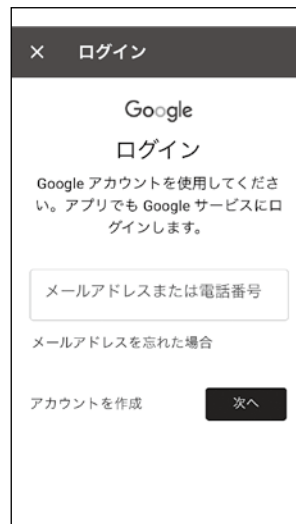 × ログイン
Google
ログイン
Google アカウントを使用してくださ
い。アプリでも Google サービスにロ
グインします。
メールアドレスまたは電話番号
メールアドレスを忘れた場合
アカウントを作成 次へ